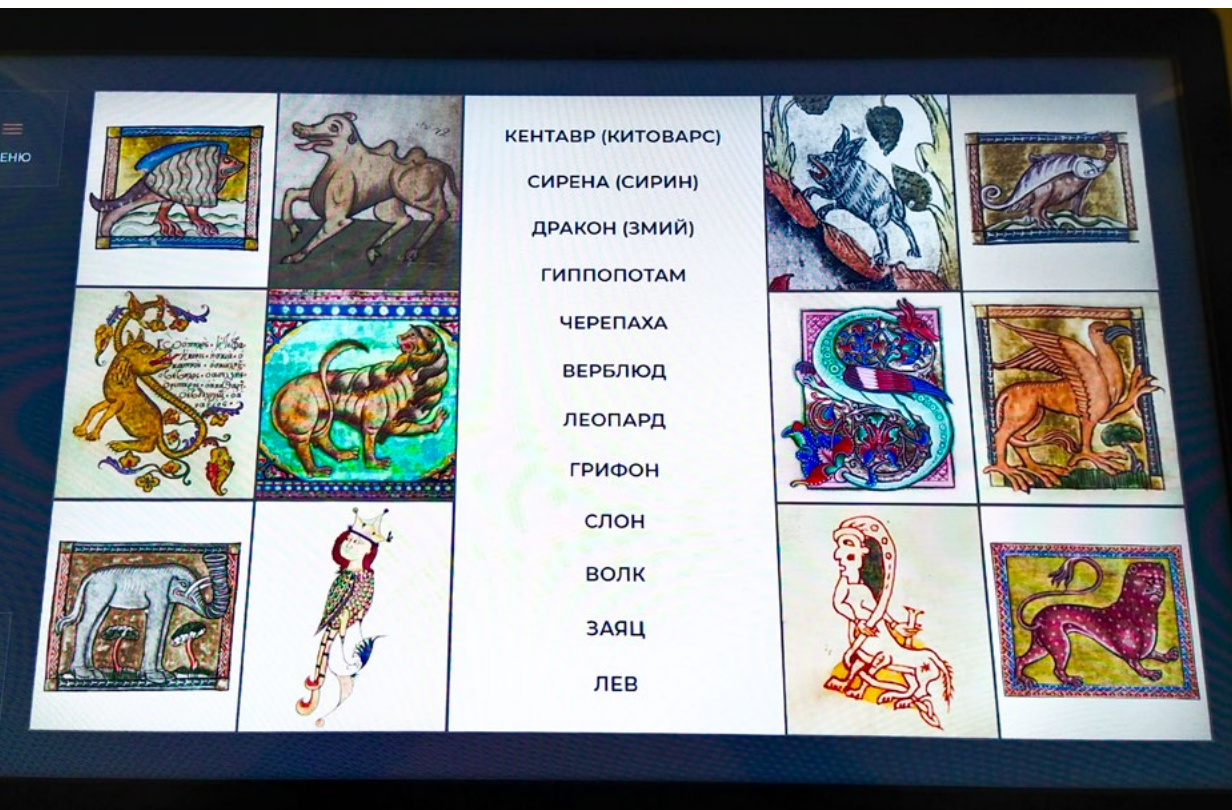 ЕНЮ
КЕНТАВР (КИТОВАРС)
СИРЕНА (СИРИН)
ДРАКОН (ЗМИЙ)
ГИППОПОТАМ
ЧЕРЕПАХА
ВЕРБЛЮД
ЛЕОПАРД
ГРИФОН
СЛОН
ВОЛК
ЗАЯЦ
ЛЕВ